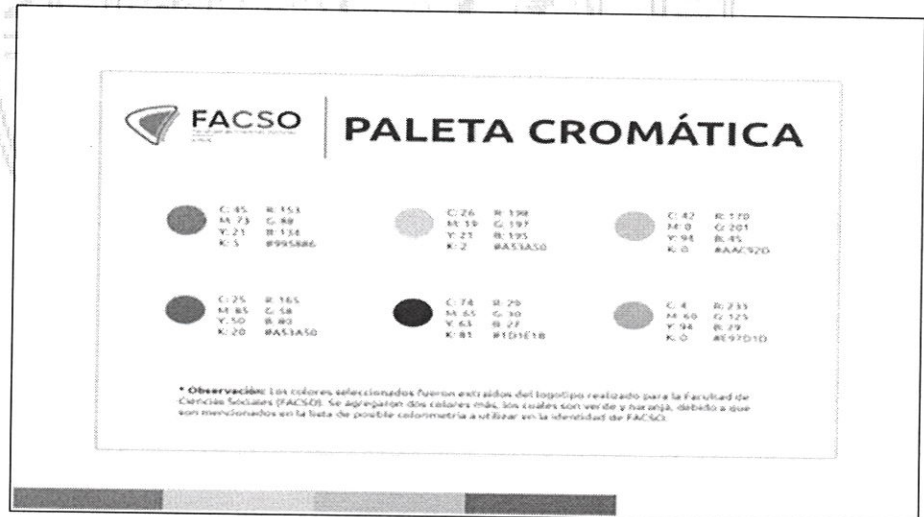 FACSO
PALETA CROMÁTICA
C: 45 R: 153
M: 73 G: 88
Y: 21 B: 134
K: 5 #995886
C: 26 R: 198
M: 19 G: 197
Y: 21 B: 195
K: 2 #A53A50
C: 42 R: 170
M: 0 G: 201
Y: 94 B: 45
K: 0 #AAC92D
C: 25 R: 165
M: 85 G: 58
Y: 50 B: 80
K: 20 #A53A50
C: 74 R: 29
M: 65 G: 30
Y: 63 B: 27
K: 81 #1D1E1B
C: 4 R: 233
M: 60 G: 125
Y: 94 B: 29
K: 0 #E97D1D
* Observación: Los colores seleccionados fueron extraídos del logotipo realizado para la Facultad de
Ciencias Sociales (FACSO). Se agregaron dos colores más, los cuales son verde y naranja, debido a que
son mencionados en la lista de posible colorimetría a utilizar en la identidad de FACSO.